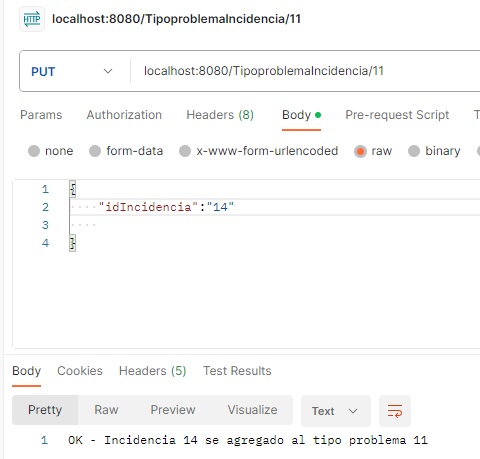 HTTP localhost:8080/TipoproblemaIncidencia/11
PUT localhost:8080/TipoproblemaIncidencia/11
Params Authorization Headers (8) Body Pre-request Script T
none form-data x-www-form-urlencoded raw binary
1 {
2 "idIncidencia":"14"
3
4 }
Body Cookies Headers (5) Test Results
Pretty Raw Preview Visualize Text
1 OK - Incidencia 14 se agregado al tipo problema 11